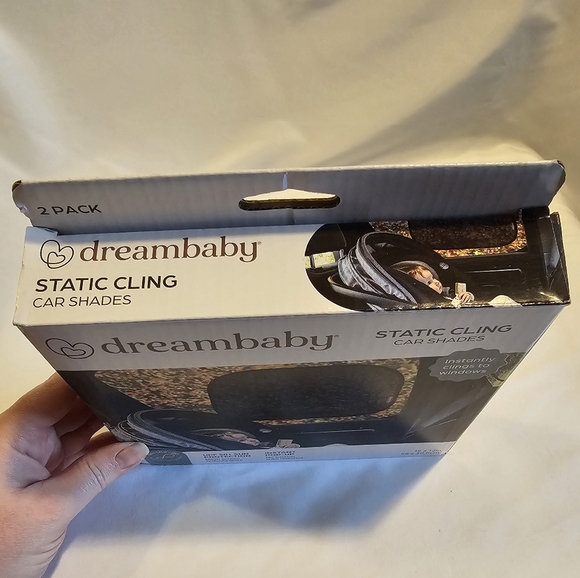 2 PACK
dreambaby®
STATIC CLING
CAR SHADES
dreambaby®
STATIC CLING
CAR SHADES
Instantly
clings to
windows